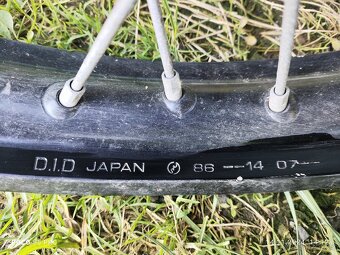 D.I.D JAPAN 86 — 14 07 —